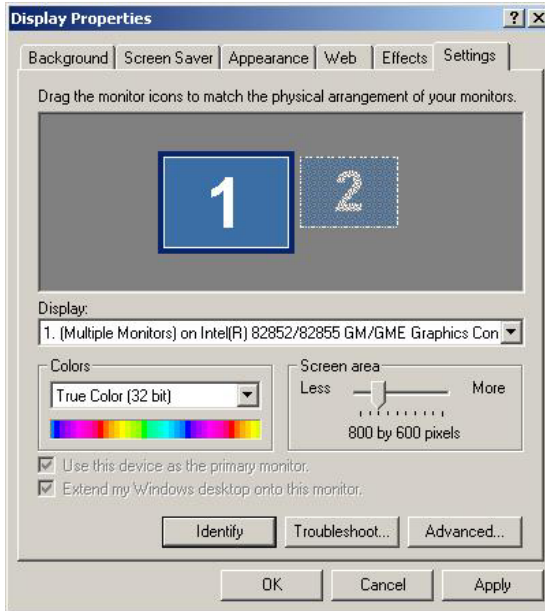 Display Properties
Background Screen Saver Appearance Web Effects Settings
Drag the monitor icons to match the physical arrangement of your monitors.
1 2
Display:
1. (Multiple Monitors) on Intel(R) 82852/82855 GM/GME Graphics Con
Colors Screen area
True Color (32 bit) Less More
800 by 600 pixels
Use this device as the primary monitor.
Extend my Windows desktop onto this monitor.
Identify Troubleshoot... Advanced...
OK Cancel Apply